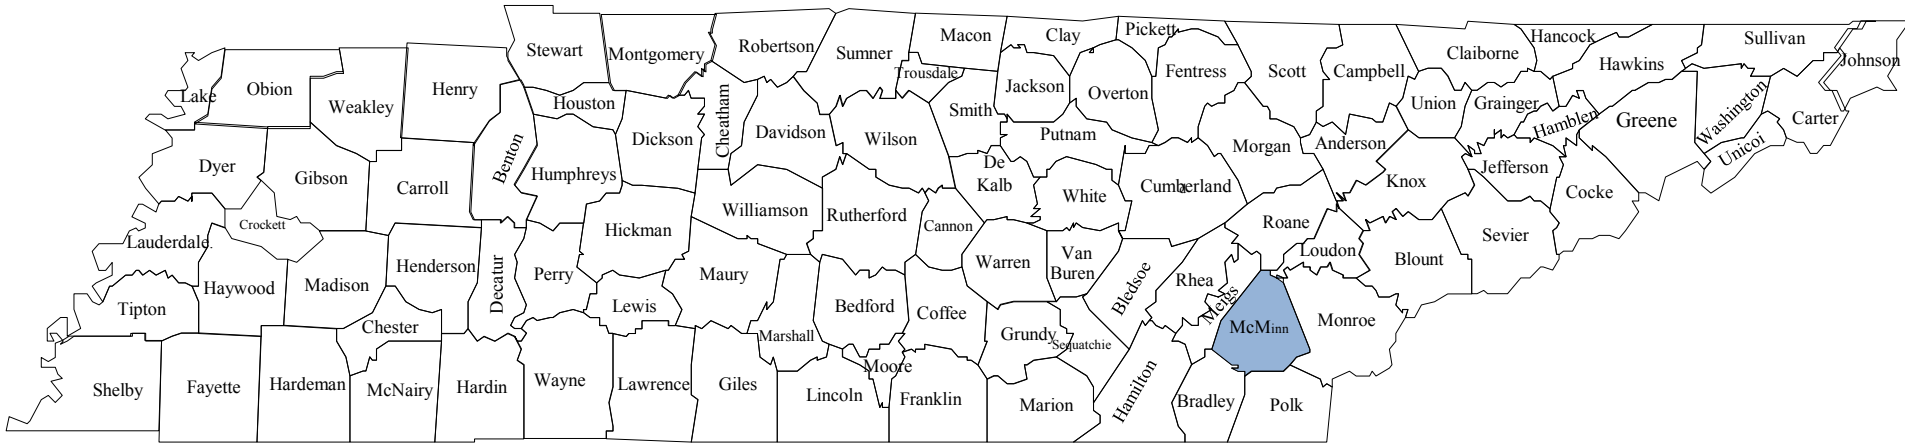 Stewart
Montgomery
Robertson
Sumner
Macon
Clay
Pickett
Claiborne
Hancock
Sullivan
Johnson
Lake
Obion
Weakley
Henry
Houston
Dickson
Cheatham
Davidson
Wilson
Trousdale
Smith
Jackson
Overton
Fentress
Scott
Campbell
Union
Grainger
Hawkins
Hamblen
Greene
Washington
Unicoi
Carter
Dyer
Gibson
Carroll
Benton
Humphreys
Williamson
Rutherford
Cannon
De
Kalb
Putnam
White
Cumberland
Morgan
Anderson
Knox
Jefferson
Cocke
Crockett
Lauderdale.
Haywood
Madison
Henderson
Decatur
Perry
Hickman
Lewis
Maury
Bedford
Coffee
Warren
Van
Buren
Bledsoe
Rhea
Meigs
Roane
Loudon
Blount
Sevier
Tipton
Chester
Marshall
Moore
Grundy
Sequatchie
McMinn
Monroe
Shelby
Fayette
Hardeman
McNairy
Hardin
Wayne
Lawrence
Giles
Lincoln
Franklin
Marion
Hamilton
Bradley
Polk